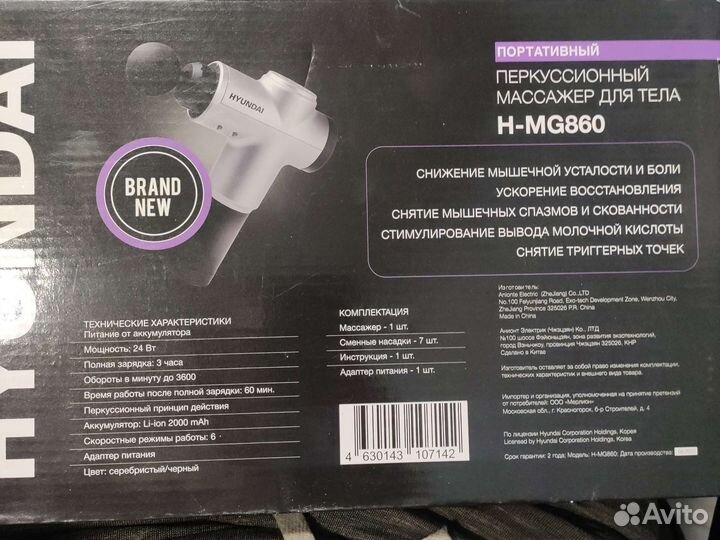 HYUNDAI
HYUNDAI
BRAND
NEW
ПОРТАТИВНЫЙ
ПЕРКУССИОННЫЙ
МАССАЖЕР ДЛЯ ТЕЛА
H-MG860
СНИЖЕНИЕ МЫШЕЧНОЙ УСТАЛОСТИ И БОЛИ
УСКОРЕНИЕ ВОССТАНОВЛЕНИЯ
СНЯТИЕ МЫШЕЧНЫХ СПАЗМОВ И СКОВАННОСТИ
СТИМУЛИРОВАНИЕ ВЫВОДА МОЛОЧНОЙ КИСЛОТЫ
СНЯТИЕ ТРИГГЕРНЫХ ТОЧЕК
ТЕХНИЧЕСКИЕ ХАРАКТЕРИСТИКИ
Питание от аккумулятора
Мощность: 24 Вт
Полная зарядка: 3 часа
Обороты в минуту до 3600
Время работы после полной зарядки: 60 мин.
Перкуссионный принцип действия
Аккумулятор: Li-ion 2000 mAh
Скоростные режимы работы: 6
Адаптер питания
Цвет: серебристый/черный
КОМПЛЕКТАЦИЯ
Массажер - 1 шт.
Сменные насадки - 7 шт.
Инструкция - 1 шт.
Адаптер питания - 1 шт.
4 630143 107142
Изготовитель:
Anionte Electric (ZheJiang) Co.,LTD
No.100 Feiyunjiang Road, Exo-tech Development Zone, Wenzhou City,
ZheJiang Province 325026 P.R. China
Made in China
Анионт Электрик (Чжэцзян) Ко., ЛТД
№100 шоссе Фэйюньцзян, зона развития экзотехнологий,
город Вэньчжоу, провинция Чжэцзян 325026, КНР
Сделано в Китае
Изготовитель оставляет за собой право изменения комплектации,
технических характеристик и внешнего вида товара.
Импортер и организация, уполномоченная на принятие претензий
от потребителей: ООО «Мерлион»
Московская обл., г. Красногорск, б-р Строителей, д. 4
По лицензии Hyundai Corporation Holdings, Корея
Licensed by Hyundai Corporation Holdings, Korea
Срок гарантии: 2 года; Модель: H-MG860; Дата производства:
Avito